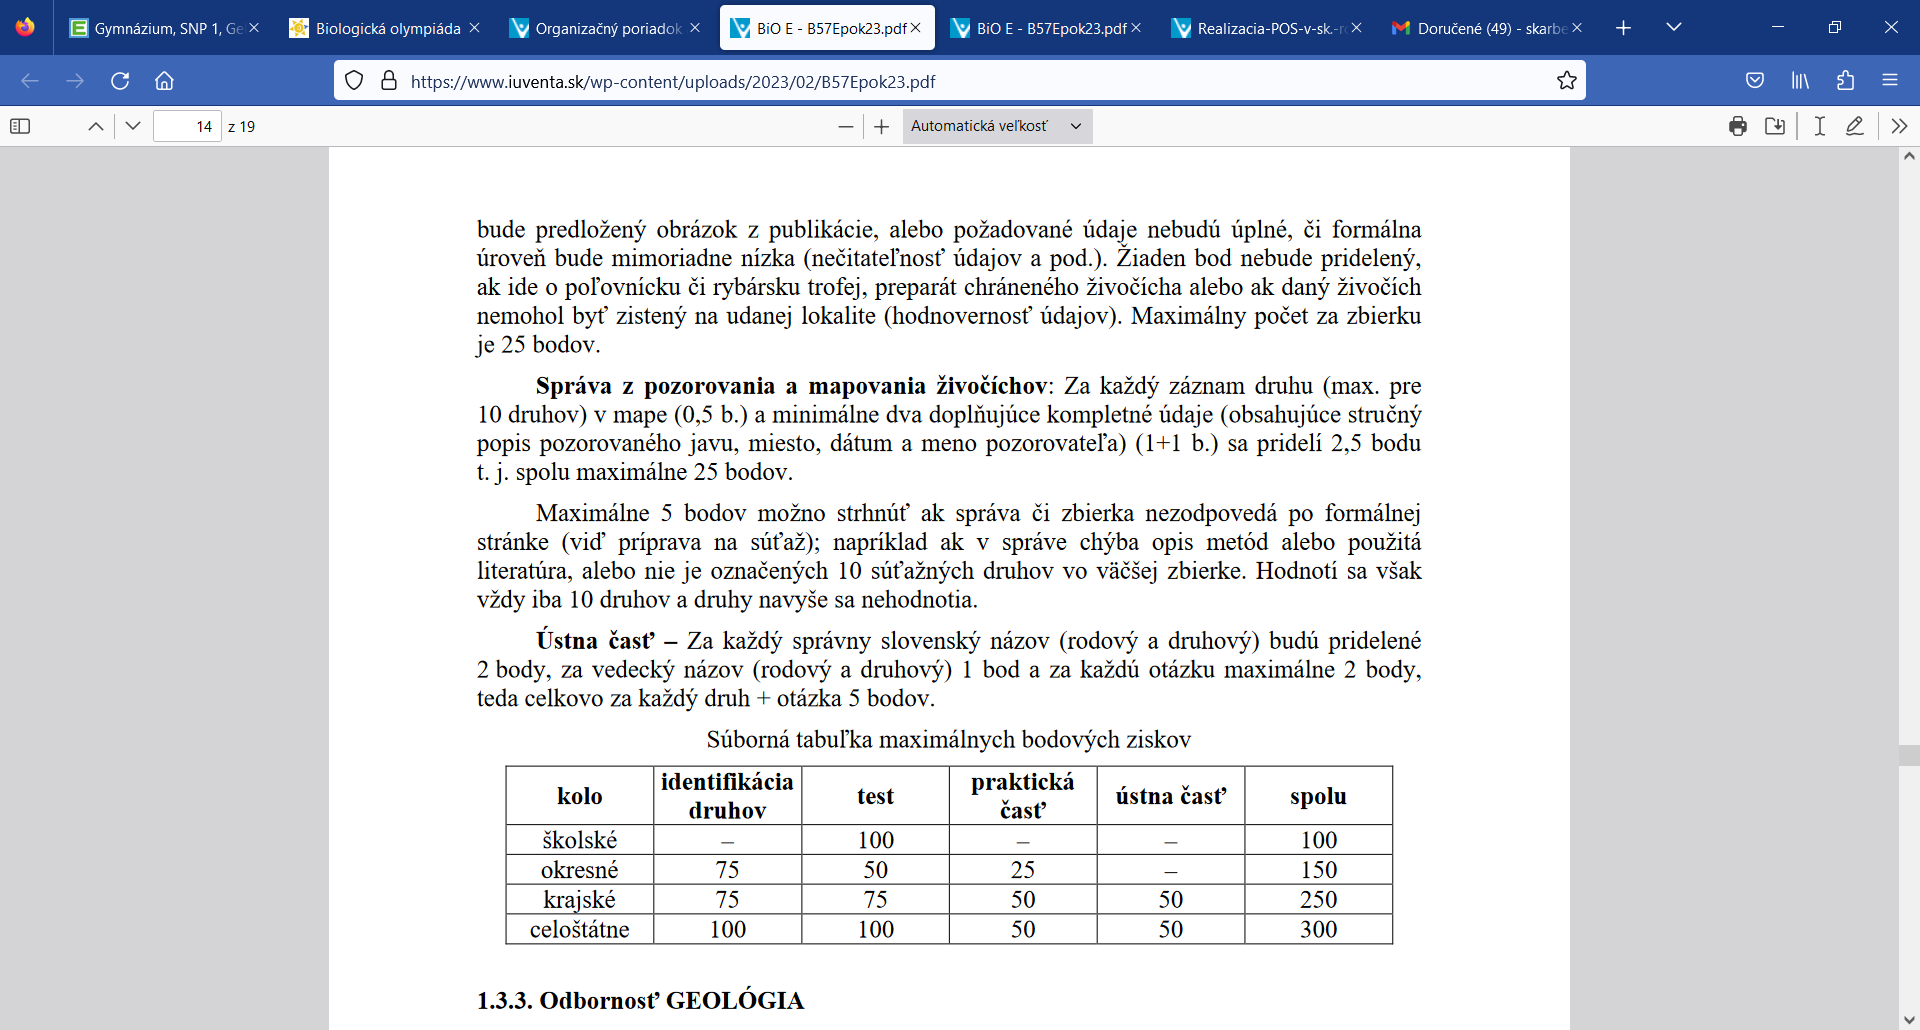 Gymnázium, SNP 1, Ge
Biologická olympiáda
Organizačný poriadok
BiO E - B57Epok23.pdf
BiO E - B57Epok23.pdf
Realizacia-POS-v-sk.-r
Doručené (49) - skarbe
https://www.iuventa.sk/wp-content/uploads/2023/02/B57Epok23.pdf
14 z 19
Automatická veľkosť
bude predložený obrázok z publikácie, alebo požadované údaje nebudú úplné, či formálna
úroveň bude mimoriadne nízka (nečitateľnosť údajov a pod.). Žiaden bod nebude pridelený,
ak ide o poľovnícku či rybársku trofej, preparát chráneného živočícha alebo ak daný živočích
nemohol byť zistený na udanej lokalite (hodnovernosť údajov). Maximálny počet za zbierku
je 25 bodov.
Správa z pozorovania a mapovania živočíchov: Za každý záznam druhu (max. pre
10 druhov) v mape (0,5 b.) a minimálne dva doplňujúce kompletné údaje (obsahujúce stručný
popis pozorovaného javu, miesto, dátum a meno pozorovateľa) (1+1 b.) sa pridelí 2,5 bodu
t. j. spolu maximálne 25 bodov.
Maximálne 5 bodov možno strhnúť ak správa či zbierka nezodpovedá po formálnej
stránke (viď príprava na súťaž); napríklad ak v správe chýba opis metód alebo použitá
literatúra, alebo nie je označených 10 súťažných druhov vo väčšej zbierke. Hodnotí sa však
vždy iba 10 druhov a druhy navyše sa nehodnotia.
Ústna časť – Za každý správny slovenský názov (rodový a druhový) budú pridelené
2 body, za vedecký názov (rodový a druhový) 1 bod a za každú otázku maximálne 2 body,
teda celkovo za každý druh + otázka 5 bodov.
Súborná tabuľka maximálnych bodových ziskov
kolo identifikácia druhov test praktická časť ústna časť spolu
školské – 100 – – 100
okresné 75 50 25 – 150
krajské 75 75 50 50 250
celoštátne 100 100 50 50 300
1.3.3. Odbornosť GEOLÓGIA